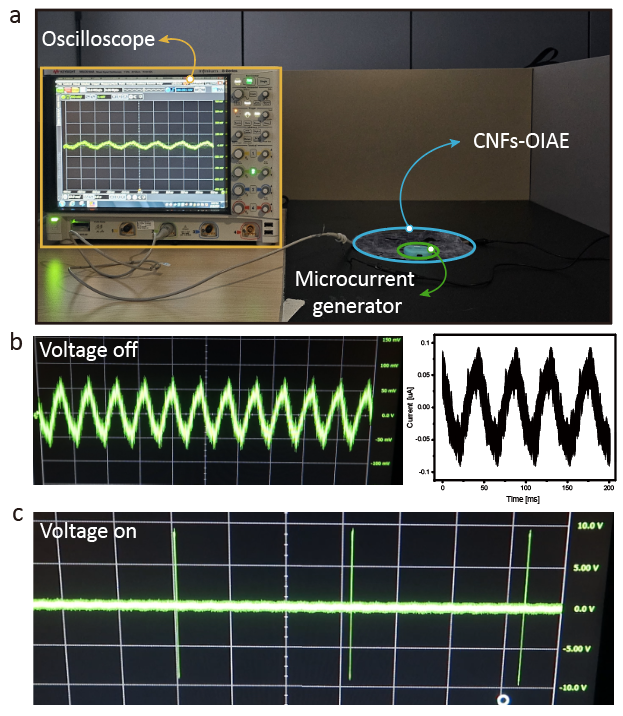 a
Oscilloscope
CNFs-OIAE
Microcurrent
generator
b
Voltage off
150 mV
100 mV
50 mV
0.0 V
-50 mV
-100 mV
Current [uA]
0.1
0.05
0.00
-0.05
-0.1
0
50
100
150
200
Time [ms]
c
Voltage on
10.0 V
5.00 V
0.0 V
-5.00 V
-10.0 V